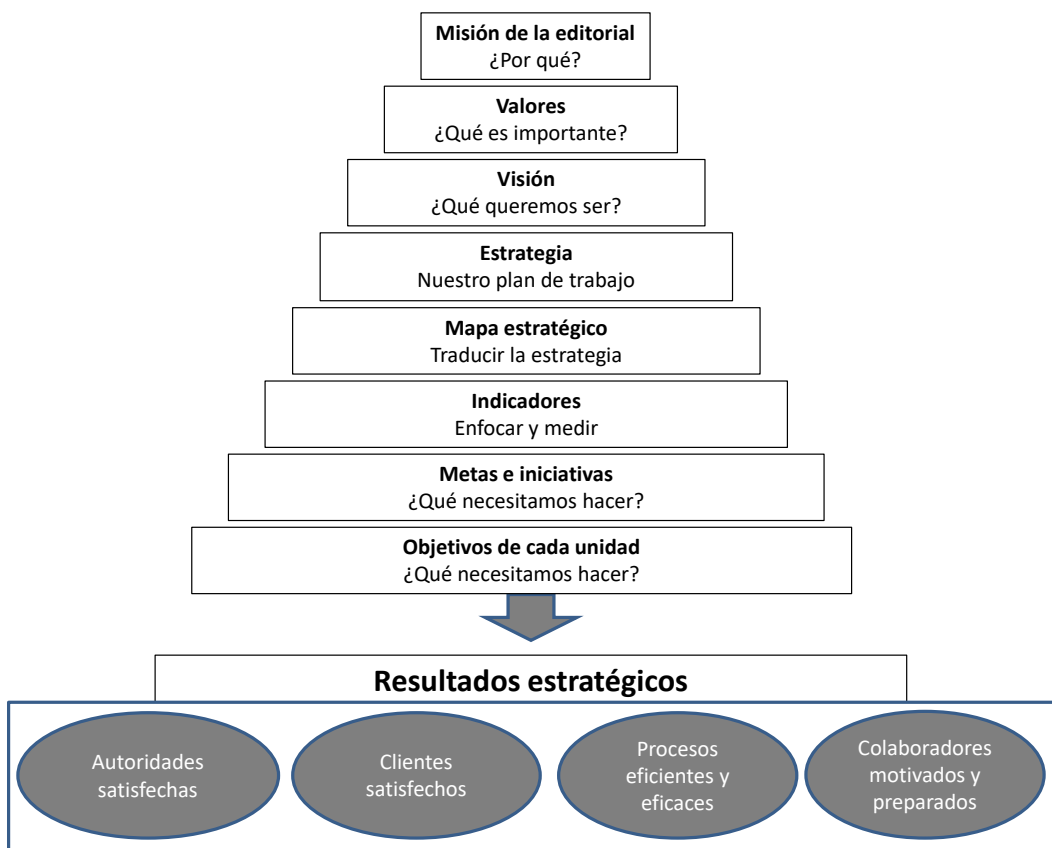 Misión de la editorial
¿Por qué?
Valores
¿Qué es importante?
Visión
¿Qué queremos ser?
Estrategia
Nuestro plan de trabajo
Mapa estratégico
Traducir la estrategia
Indicadores
Enfocar y medir
Metas e iniciativas
¿Qué necesitamos hacer?
Objetivos de cada unidad
¿Qué necesitamos hacer?
Resultados estratégicos
Autoridades
satisfechas
Clientes
satisfechos
Procesos
eficientes y
eficaces
Colaboradores
motivados y
preparados